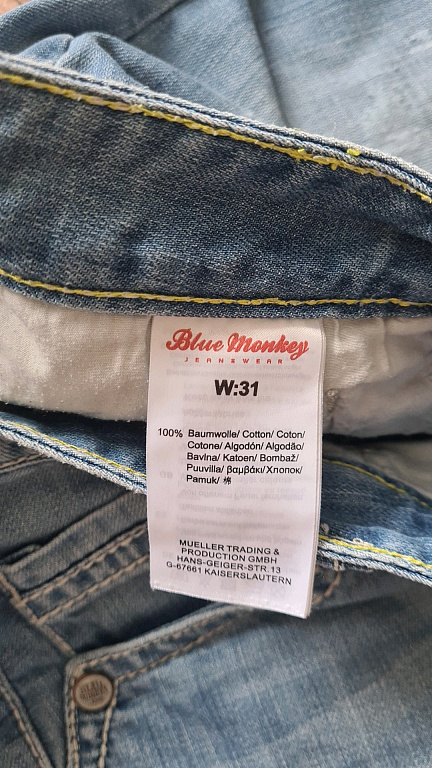 Blue Monkey
JEANSWEAR
W:31
100% Baumwolle/ Cotton/ Coton/
Cotone/ Algodón/ Algodão/
Bavlna/ Katoen/ Bombaž/
Puuvilla/ βαμβάκι/Хлопок/
Pamuk/ 棉
MUELLER TRADING &
PRODUCTION GMBH
HANS-GEIGER-STR.13
G-67661 KAISERSLAUTERN